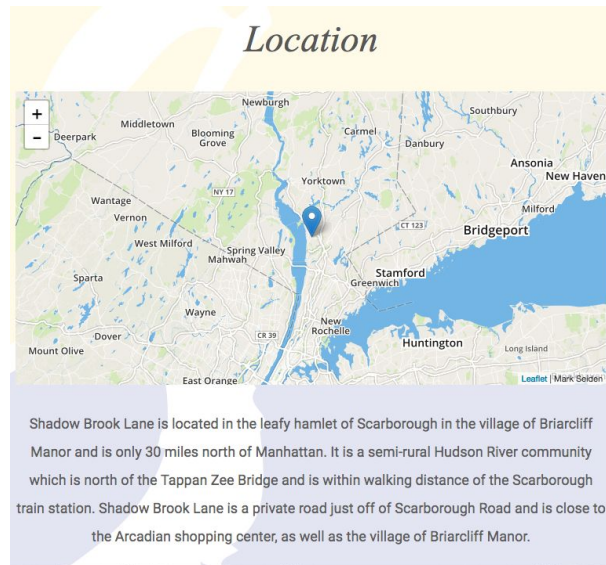 Location
+
-
Newburgh
Southbury
Middletown
Deerpark
Blooming
Grove
Carmel
Danbury
Ansonia
New Haven
NY 17
Yorktown
Wantage
Milford
Vernon
CT 123
Bridgeport
West Milford
Spring Valley
Mahwah
Sparta
Stamford
Greenwich
Wayne
New
Rochelle
CR 39
Dover
Huntington
Mount Olive
Long Island
East Orange
Leaflet | Mark Selden
Shadow Brook Lane is located in the leafy hamlet of Scarborough in the village of Briarcliff
Manor and is only 30 miles north of Manhattan. It is a semi-rural Hudson River community
which is north of the Tappan Zee Bridge and is within walking distance of the Scarborough
train station. Shadow Brook Lane is a private road just off of Scarborough Road and is close to
the Arcadian shopping center, as well as the village of Briarcliff Manor.